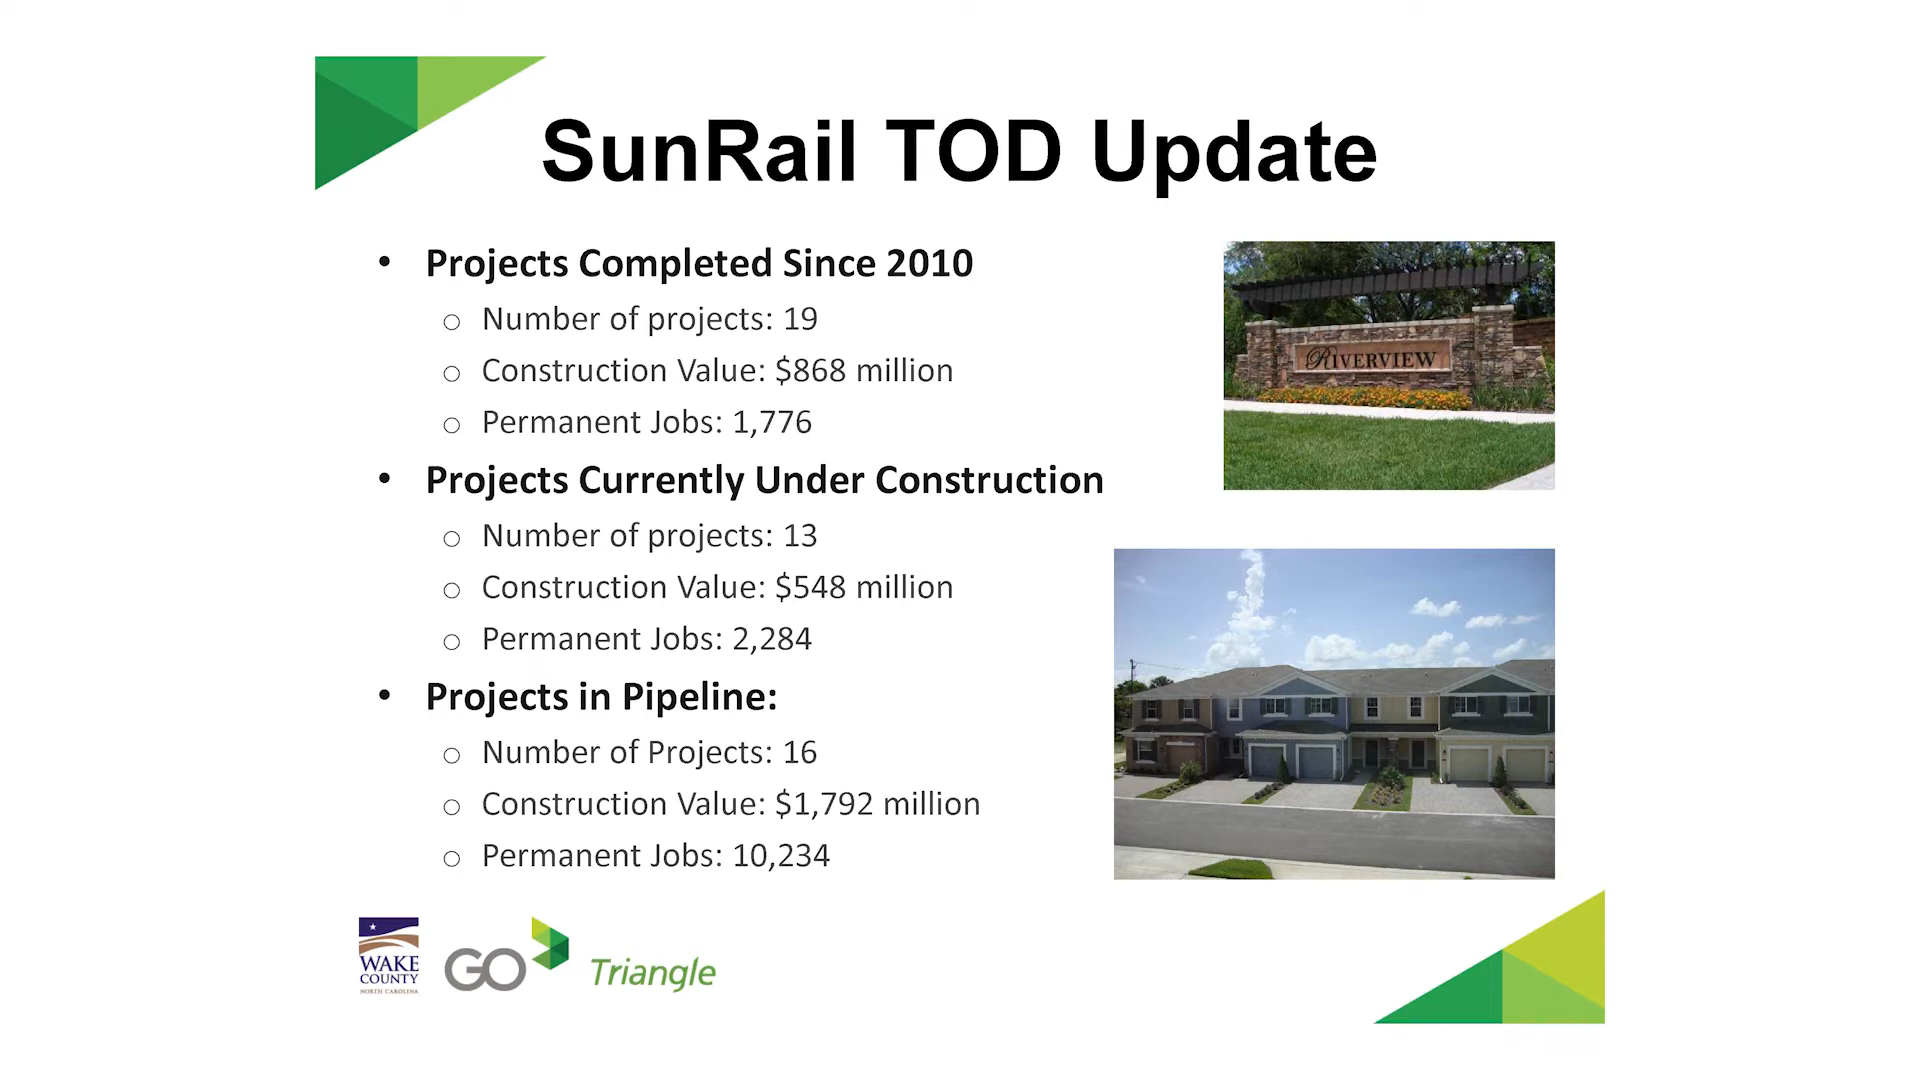 SunRail TOD Update
• Projects Completed Since 2010
o Number of projects: 19
o Construction Value: $868 million
o Permanent Jobs: 1,776
• Projects Currently Under Construction
o Number of projects: 13
o Construction Value: $548 million
o Permanent Jobs: 2,284
• Projects in Pipeline:
o Number of Projects: 16
o Construction Value: $1,792 million
o Permanent Jobs: 10,234
RIVERVIEW
WAKE
COUNTY
NORTH CAROLINA
GO Triangle